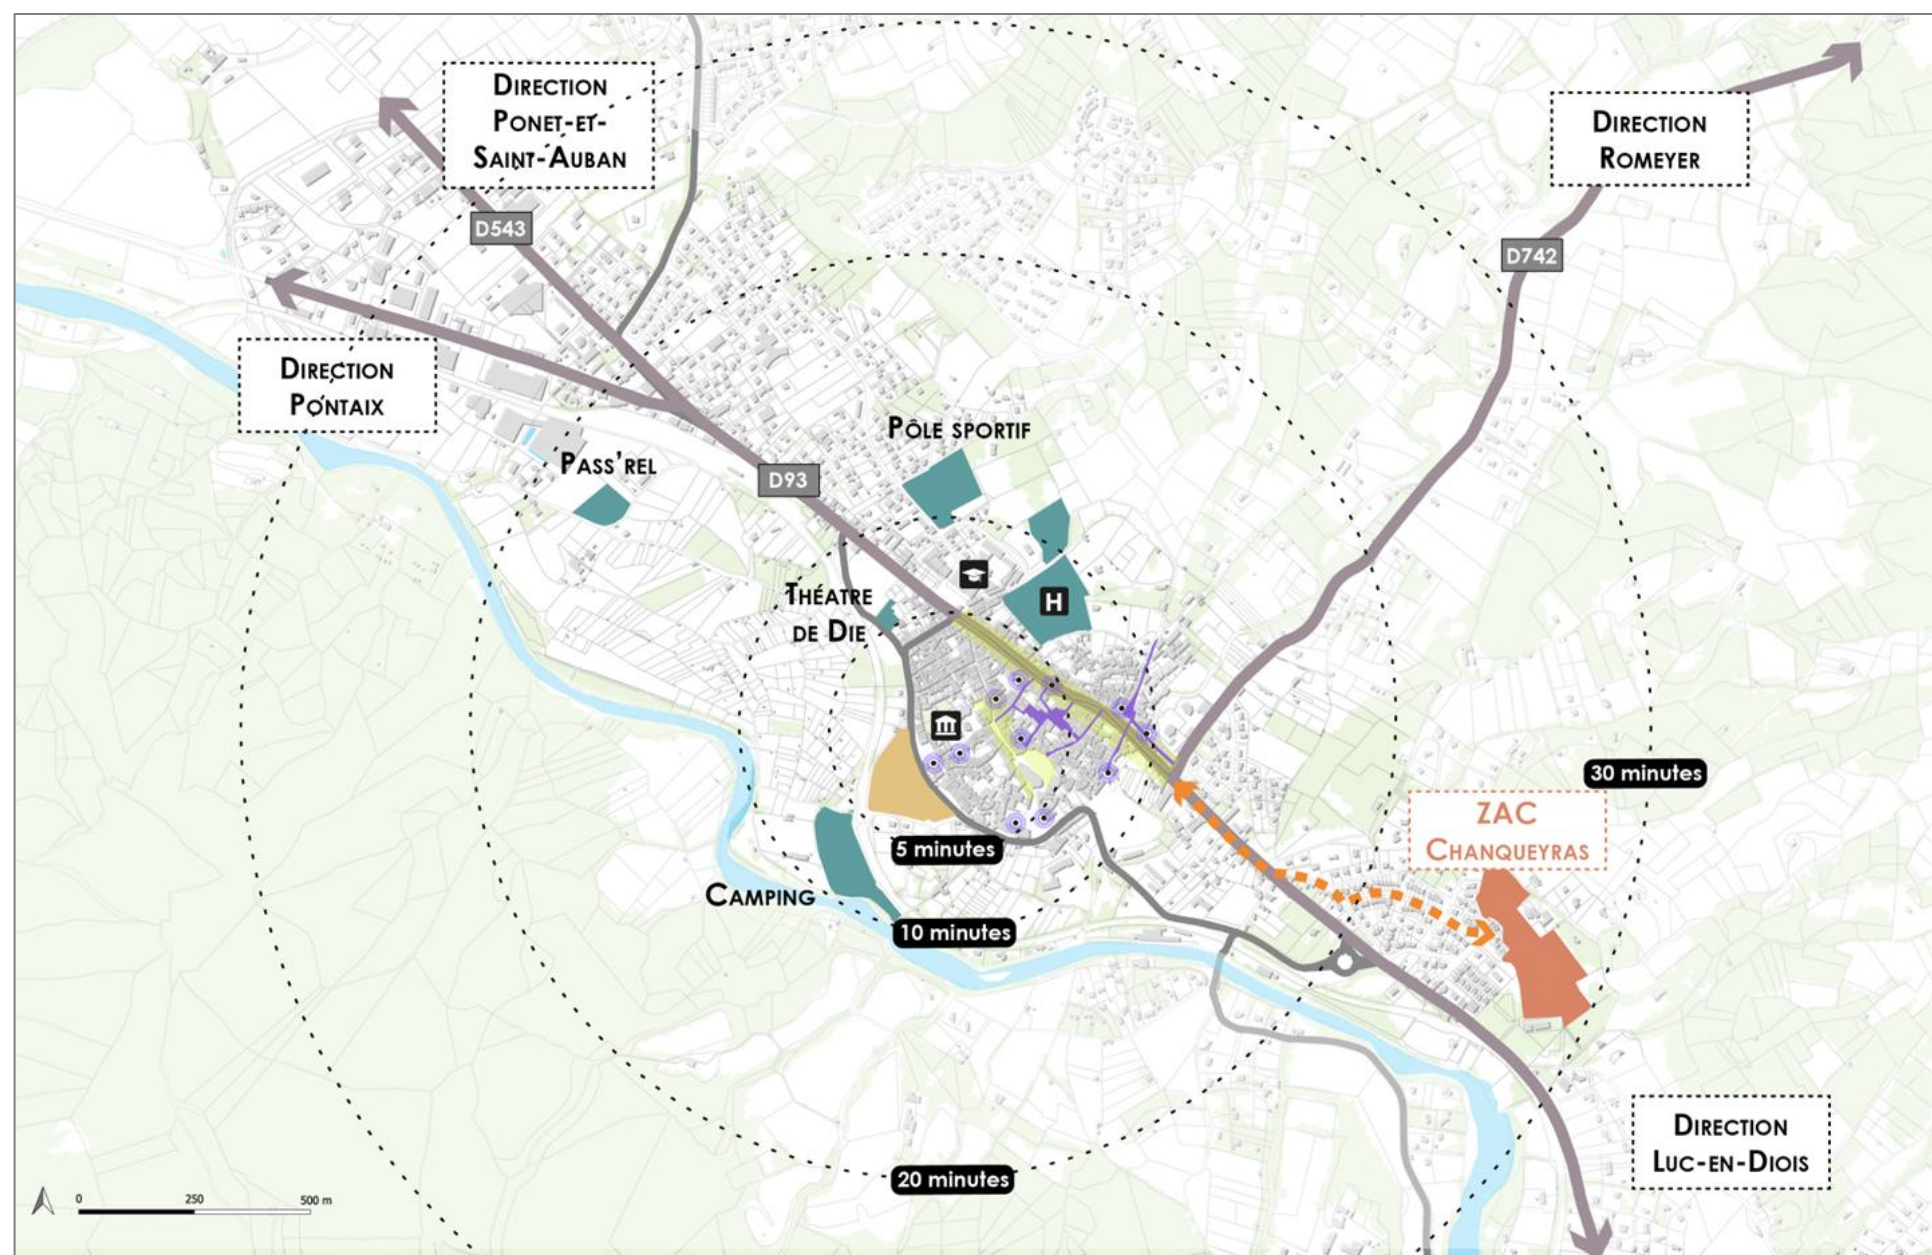 DIRECTION
PONET-ET-
SAINT-AUBAN
DIRECTION
ROMEYER
D543
D742
DIRECTION
PONTAIX
PÔLE SPORTIF
PASS'REL
D93
THÉATRE
DE DIE
H
30 minutes
ZAC
CHANQUEYRAS
5 minutes
CAMPING
10 minutes
DIRECTION
LUC-EN-DIOIS
20 minutes
0 250 500 m